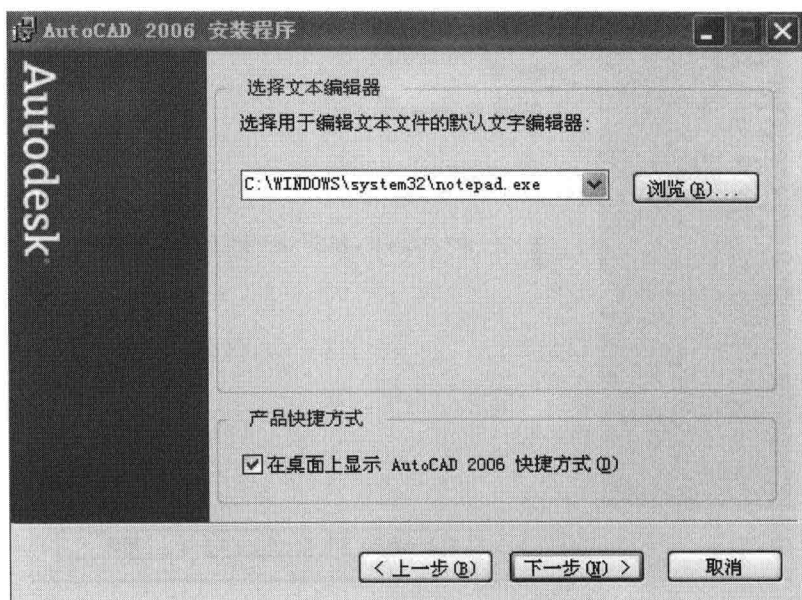 AutoCAD 2006 安装程序
Autodesk
选择文本编辑器
选择用于编辑文本文件的默认文字编辑器:
C:\WINDOWS\system32\notepad.exe
浏览(R)...
产品快捷方式
在桌面上显示 AutoCAD 2006 快捷方式(D)
< 上一步(B)
下一步(N) >
取消